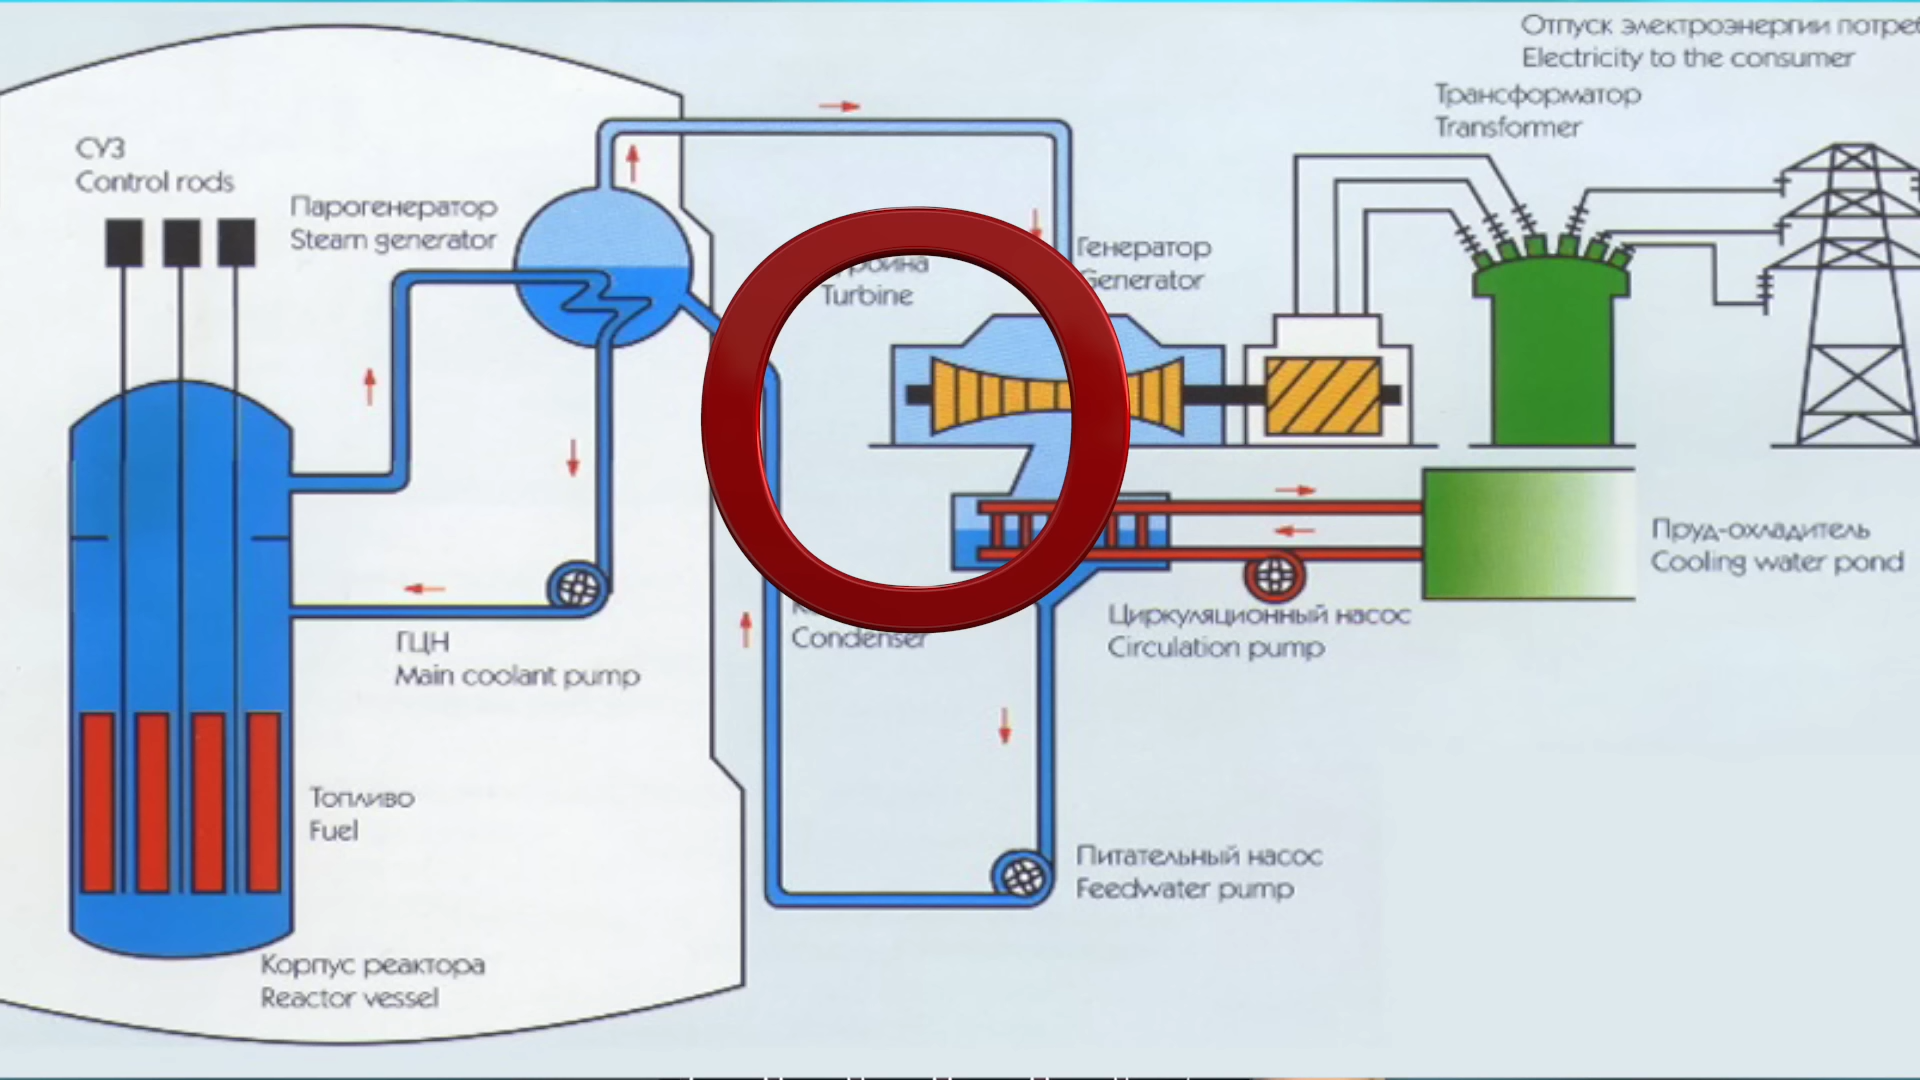 Отпуск электроэнергии
Electricity to the consumer
Трансформатор
Transformer
СУЗ
Control rods
Парогенератор
Steam generator
Turbine
Генератор
Generator
Пруд-охладитель
Cooling water pond
Циркуляционный насос
Circulation pump
Condenser
ГЦН
Main coolant pump
Топливо
Fuel
Питательный насос
Feedwater pump
Корпус реактора
Reactor vessel